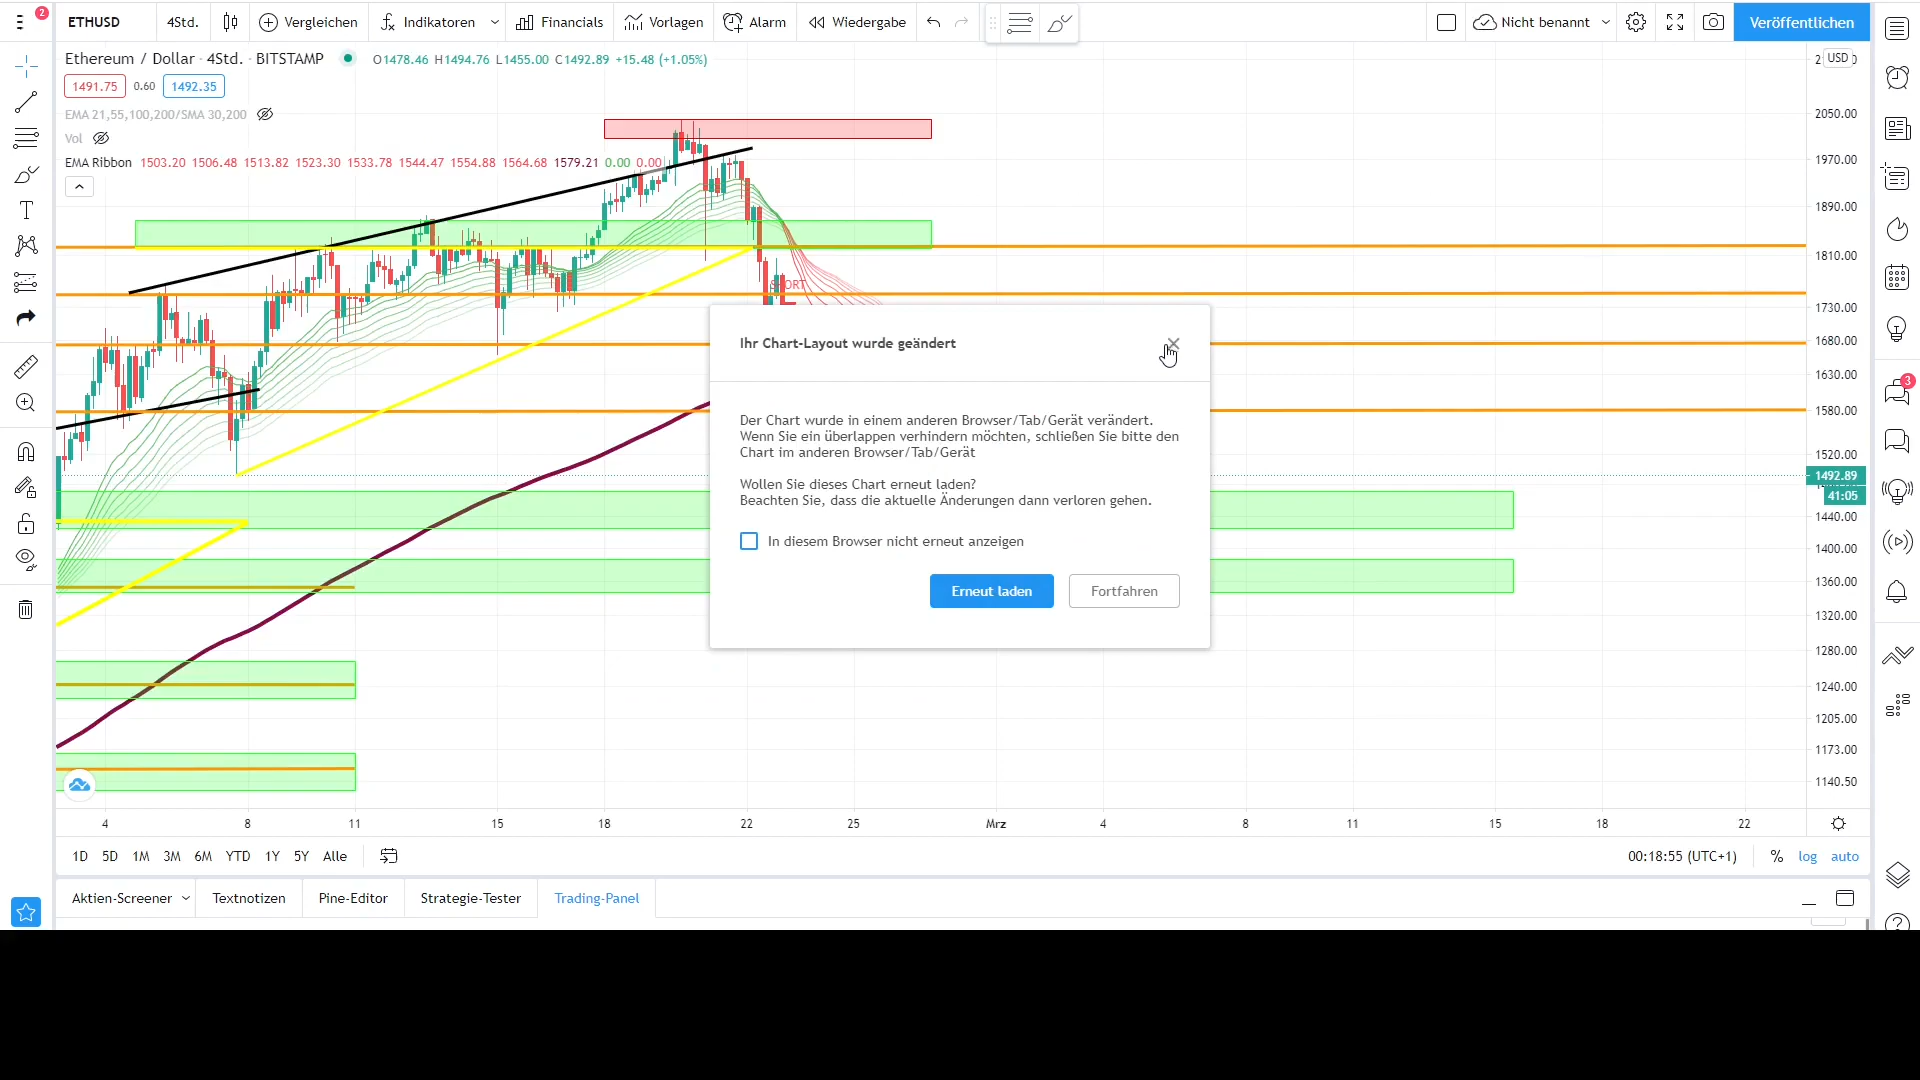 2
ETHUSD
4Std.
Vergleichen
Indikatoren
Financials
Vorlagen
Alarm
Wiedergabe
Nicht benannt
Veröffentlichen
Ethereum / Dollar · 4Std. · BITSTAMP
O1478.46 H1494.76 L1455.00 C1492.89 +15.48 (+1.05%)
USD
1491.75 0.60 1492.35
EMA 21,55,100,200/SMA 30,200
Vol
EMA Ribbon 1503.20 1506.48 1513.82 1523.30 1533.78 1544.47 1554.88 1564.68 1579.21 0.00 0.00
2050.00
1970.00
1890.00
1810.00
1730.00
1680.00
1630.00
1580.00
1520.00
1492.89
41:05
1440.00
1400.00
1360.00
1320.00
1280.00
1240.00
1205.00
1173.00
1140.50
3
Ihr Chart-Layout wurde geändert
Der Chart wurde in einem anderen Browser/Tab/Gerät verändert.
Wenn Sie ein überlappen verhindern möchten, schließen Sie bitte den
Chart im anderen Browser/Tab/Gerät
Wollen Sie dieses Chart erneut laden?
Beachten Sie, dass die aktuelle Änderungen dann verloren gehen.
In diesem Browser nicht erneut anzeigen
Erneut laden
Fortfahren
4 8 11 15 18 22 25 Mrz 4 8 11 15 18 22
1D 5D 1M 3M 6M YTD 1Y 5Y Alle
00:18:55 (UTC+1) % log auto
Aktien-Screener
Textnotizen
Pine-Editor
Strategie-Tester
Trading-Panel